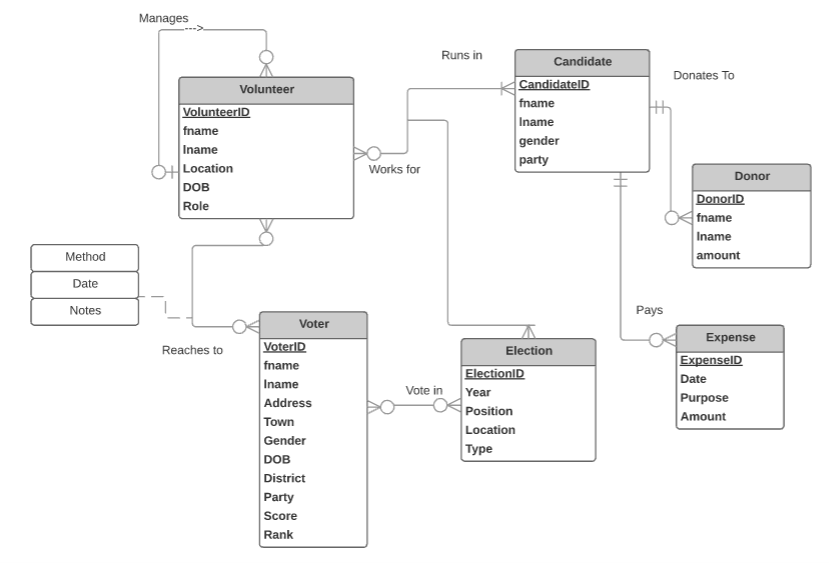 Manages
--->
Volunteer
VolunteerID
fname
lname
Location
DOB
Role
Runs in
Works for
Candidate
CandidateID
fname
lname
gender
party
Donates To
Donor
DonorID
fname
lname
amount
Method
Date
Notes
Reaches to
Voter
VoterID
fname
lname
Address
Town
Gender
DOB
District
Party
Score
Rank
Vote in
Election
ElectionID
Year
Position
Location
Type
Pays
Expense
ExpenseID
Date
Purpose
Amount